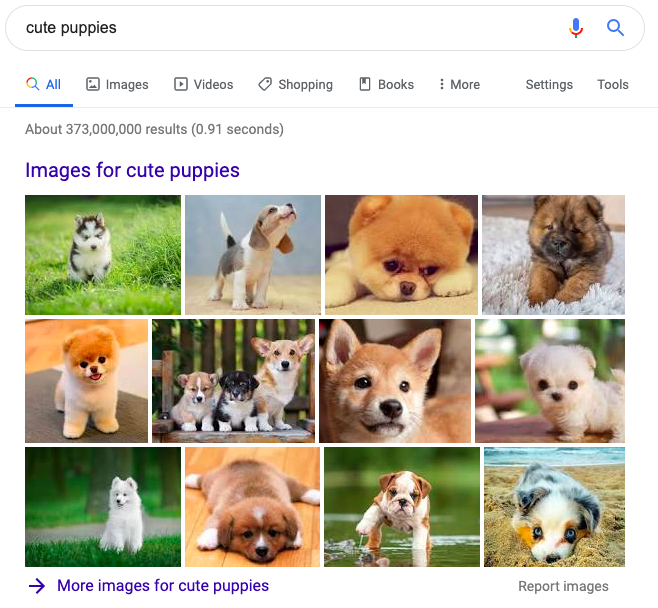 cute puppies
All Images Videos Shopping Books More Settings Tools
About 373,000,000 results (0.91 seconds)
Images for cute puppies
More images for cute puppies Report images